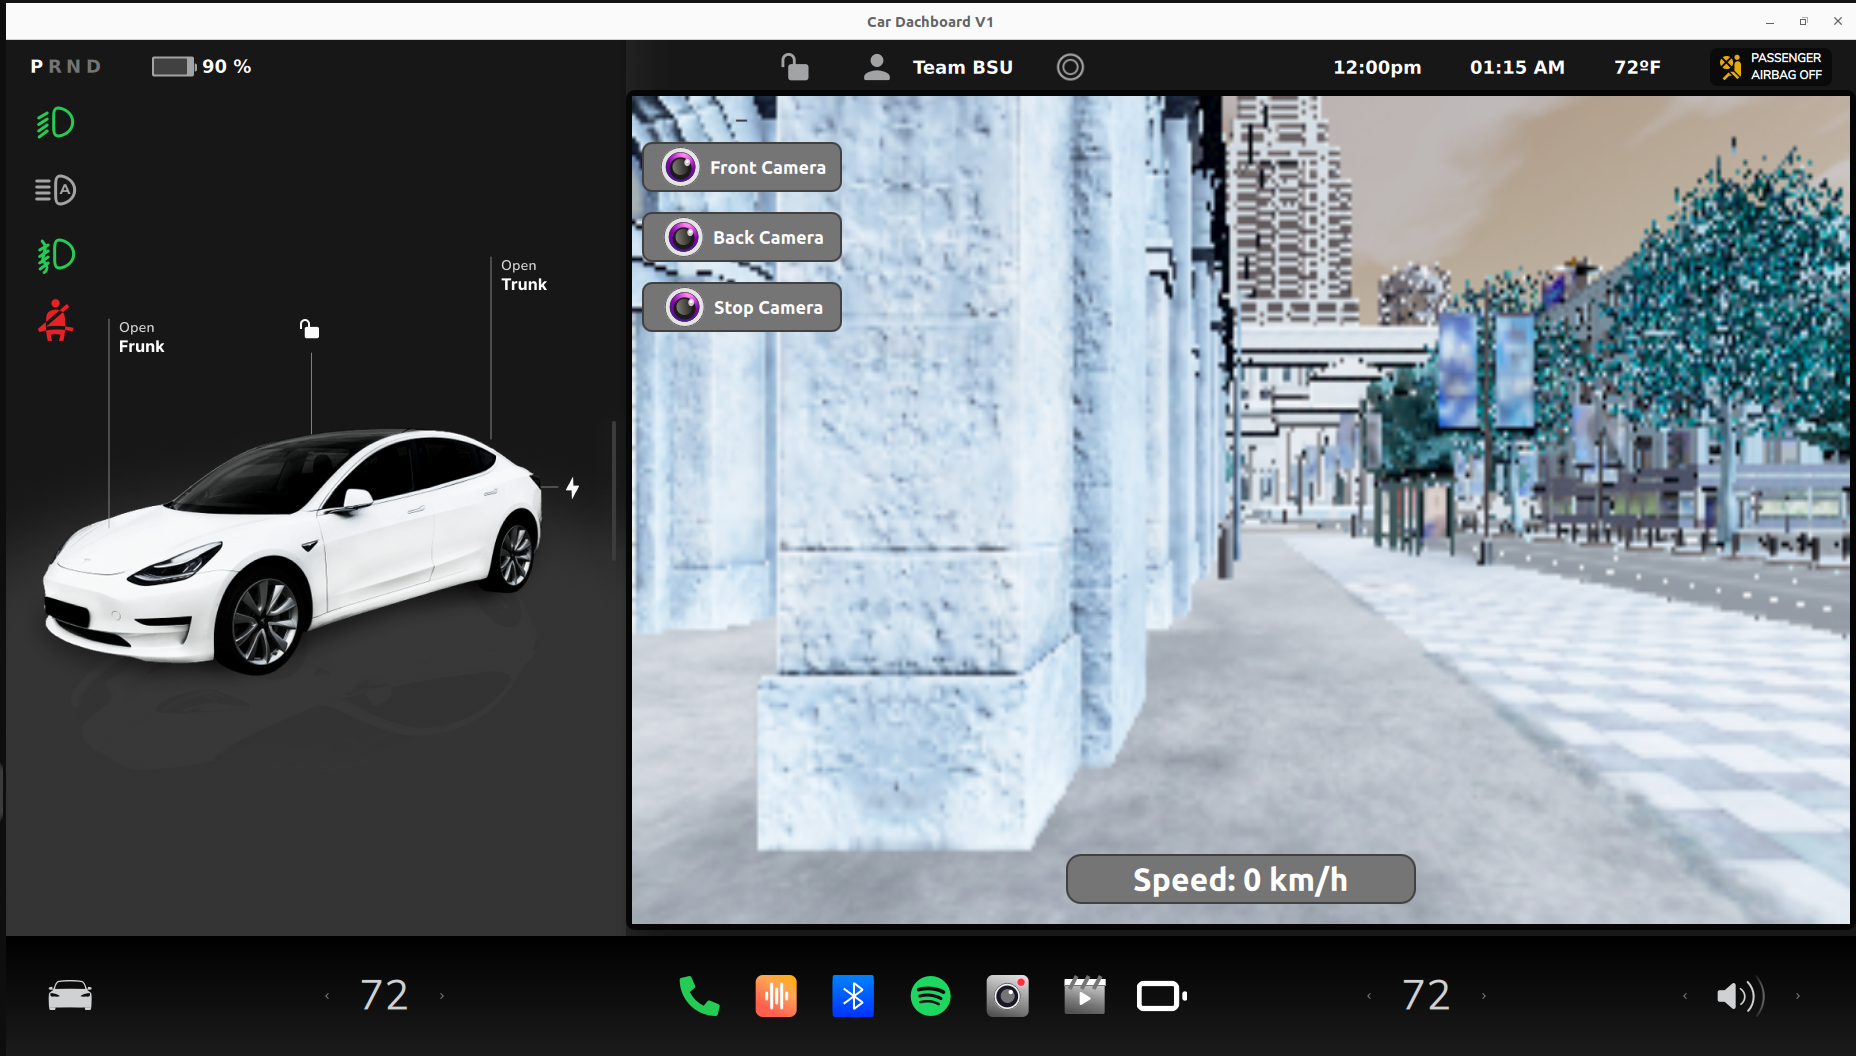 Car Dachboard V1
P R N D
90 %
Team BSU
12:00pm
01:15 AM
72ºF
PASSENGER
AIRBAG OFF
A
Front Camera
Back Camera
Stop Camera
Open
Trunk
Open
Frunk
Speed: 0 km/h
72
72